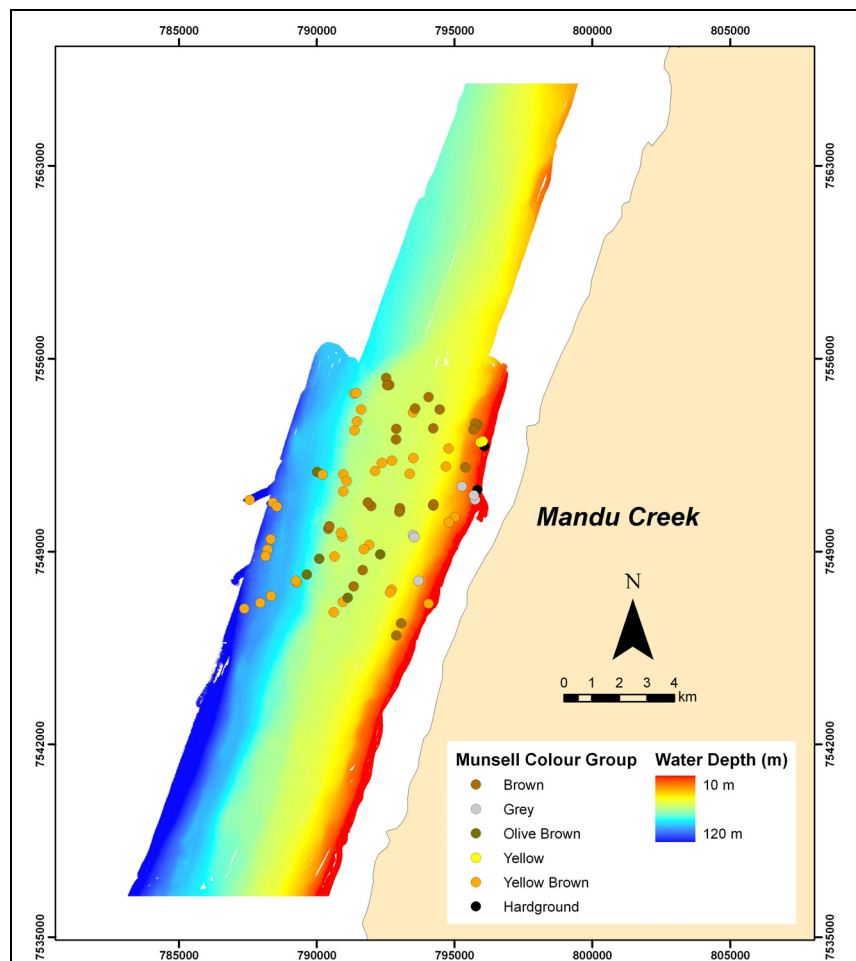 785000 790000 795000 800000 805000
7563000 7563000
7556000 7556000
Mandu Creek
7549000 7549000
N
0 1 2 3 4
km
7542000 7542000
Munsell Colour Group
Brown
Grey
Olive Brown
Yellow
Yellow Brown
Hardground
Water Depth (m)
10 m
120 m
7535000 7535000
785000 790000 795000 800000 805000